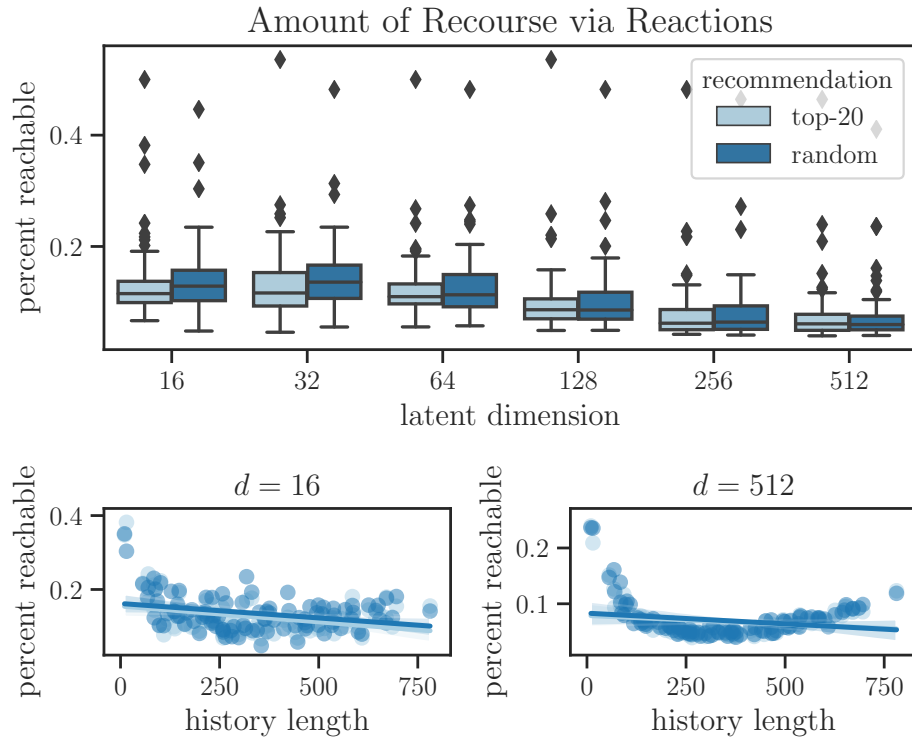 Amount of Recourse via Reactions
percent reachable
0.4
0.2
recommendation
top-20
random
16 32 64 128 256 512
latent dimension
d = 16
percent reachable
0.4
0.2
0 250 500 750
history length
d = 512
percent reachable
0.2
0.1
0 250 500 750
history length